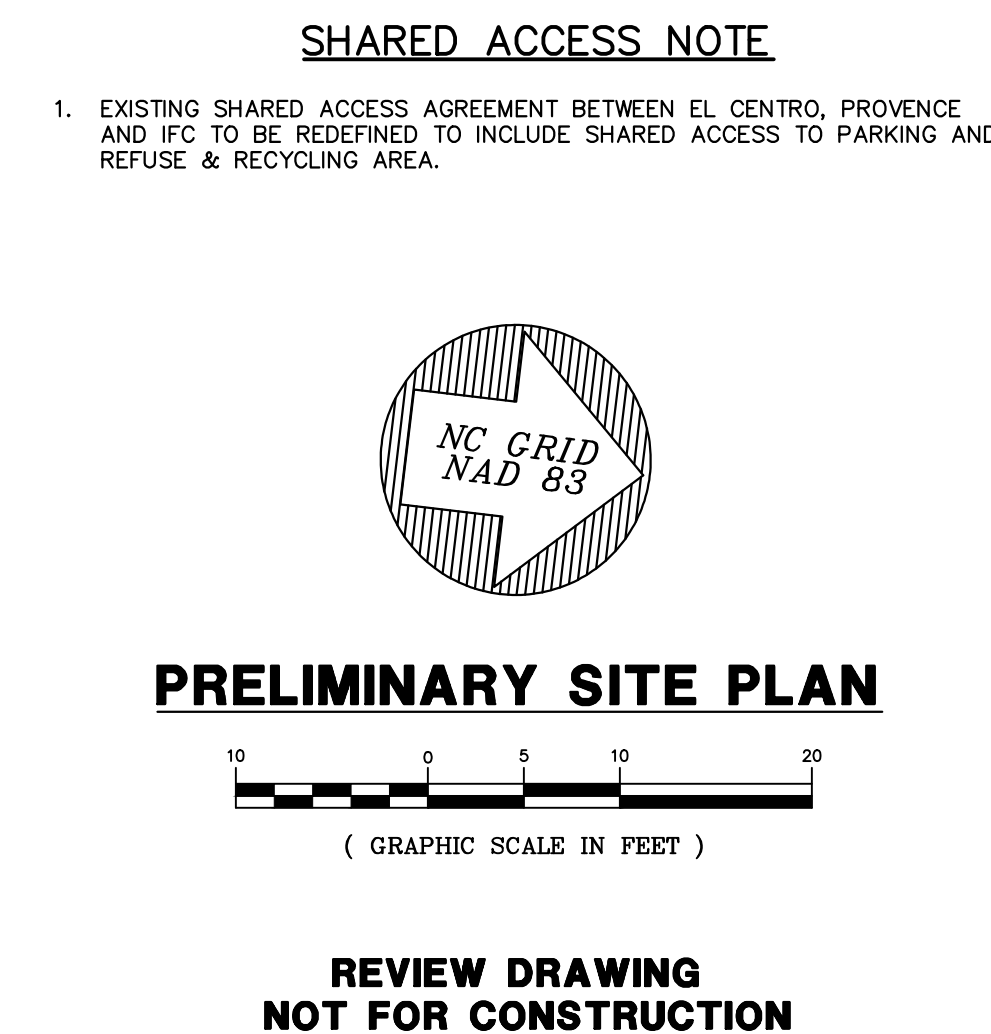 SHARED ACCESS NOTE
1. EXISTING SHARED ACCESS AGREEMENT BETWEEN EL CENTRO, PROVENCE
AND IFC TO BE REDEFINED TO INCLUDE SHARED ACCESS TO PARKING AND
REFUSE & RECYCLING AREA.
NC GRID
NAD 83
PRELIMINARY SITE PLAN
10 0 5 10 20
( GRAPHIC SCALE IN FEET )
REVIEW DRAWING
NOT FOR CONSTRUCTION